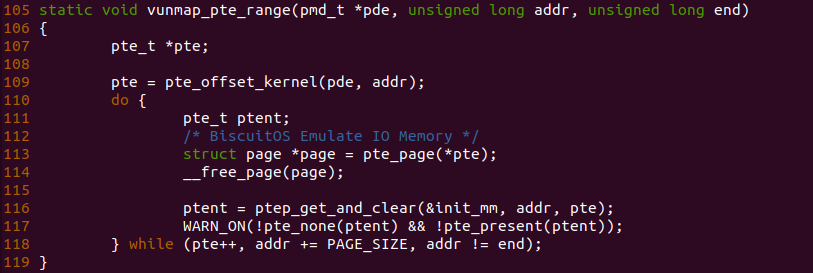 105 static void vunmap_pte_range(pmd_t *pde, unsigned long addr, unsigned long end)
106 {
107         pte_t *pte;
108
109         pte = pte_offset_kernel(pde, addr);
110         do {
111                 pte_t ptent;
112                 /* BiscuitOS Emulate IO Memory */
113                 struct page *page = pte_page(*pte);
114                 __free_page(page);
115
116                 ptent = ptep_get_and_clear(&init_mm, addr, pte);
117                 WARN_ON(!pte_none(ptent) && !pte_present(ptent));
118         } while (pte++, addr += PAGE_SIZE, addr != end);
119 }